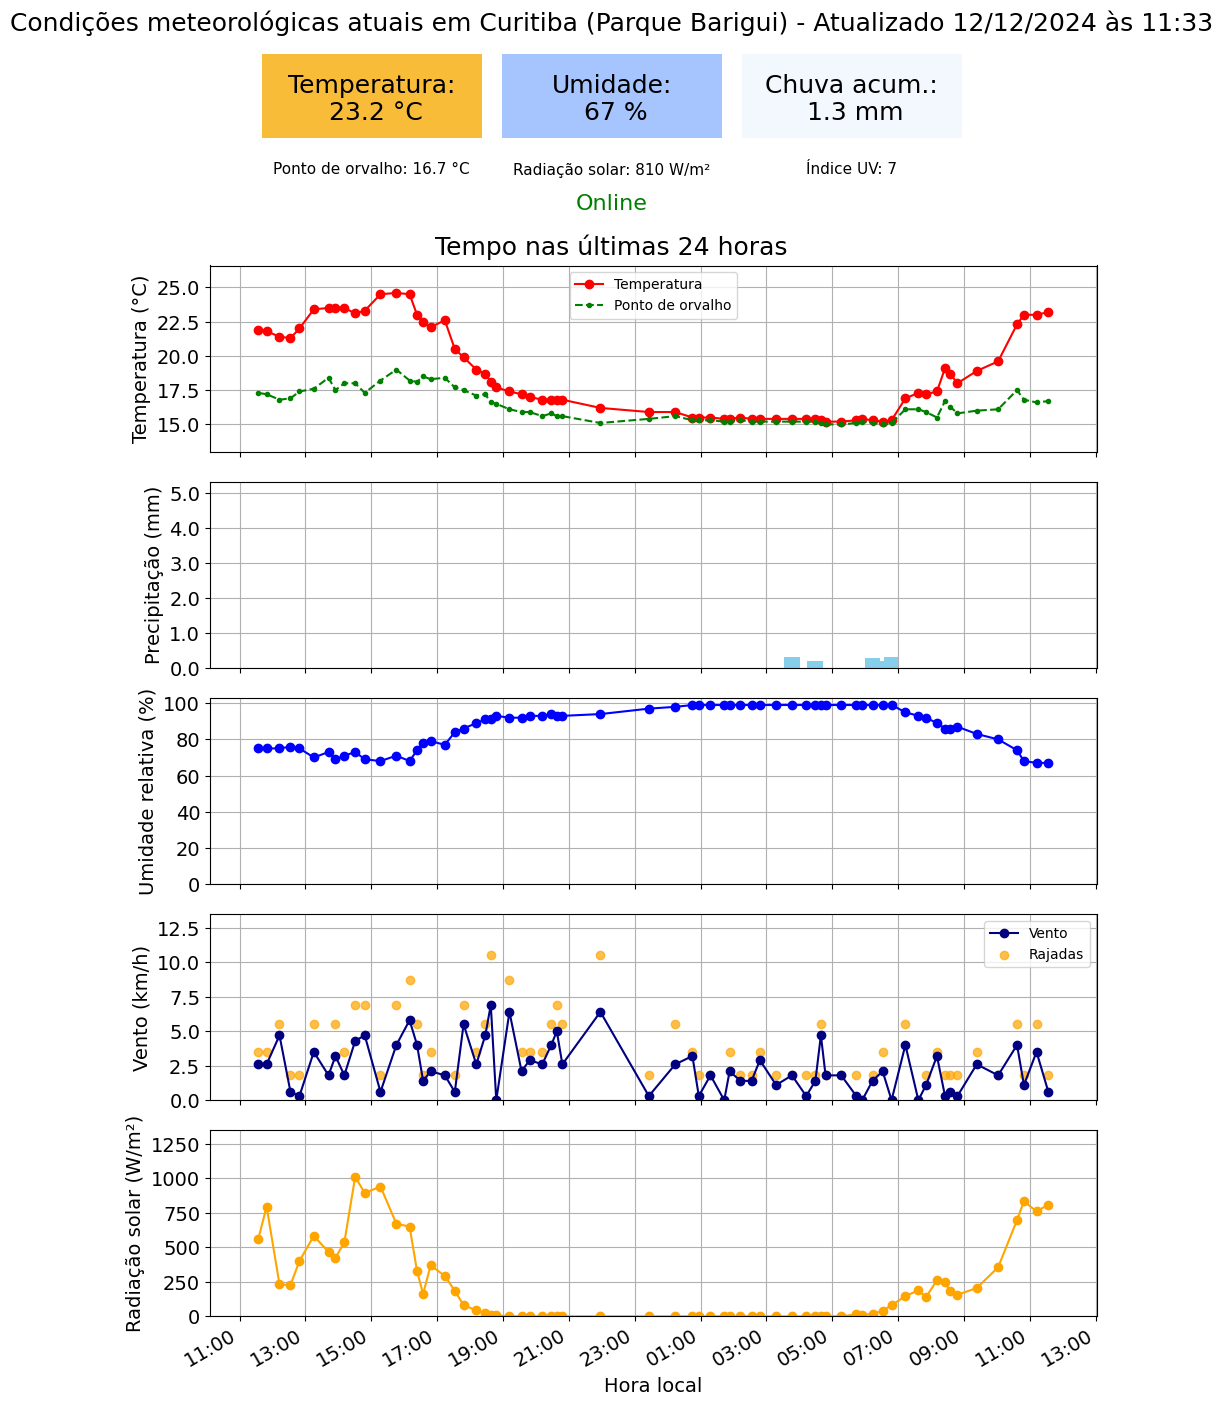 Condições meteorológicas atuais em Curitiba (Parque Barigui) - Atualizado 12/12/2024 às 11:33
Temperatura:
23.2 °C
Umidade:
67 %
Chuva acum.:
1.3 mm
Ponto de orvalho: 16.7 °C
Radiação solar: 810 W/m²
Índice UV: 7
Online
Tempo nas últimas 24 horas
Temperatura (°C)
25.0
22.5
20.0
17.5
15.0
Temperatura
Ponto de orvalho
Precipitação (mm)
5.0
4.0
3.0
2.0
1.0
0.0
Umidade relativa (%)
100
80
60
40
20
0
Vento (km/h)
12.5
10.0
7.5
5.0
2.5
0.0
Vento
Rajadas
Radiação solar (W/m²)
1250
1000
750
500
250
0
11:00
13:00
15:00
17:00
19:00
21:00
23:00
01:00
03:00
05:00
07:00
09:00
11:00
13:00
Hora local